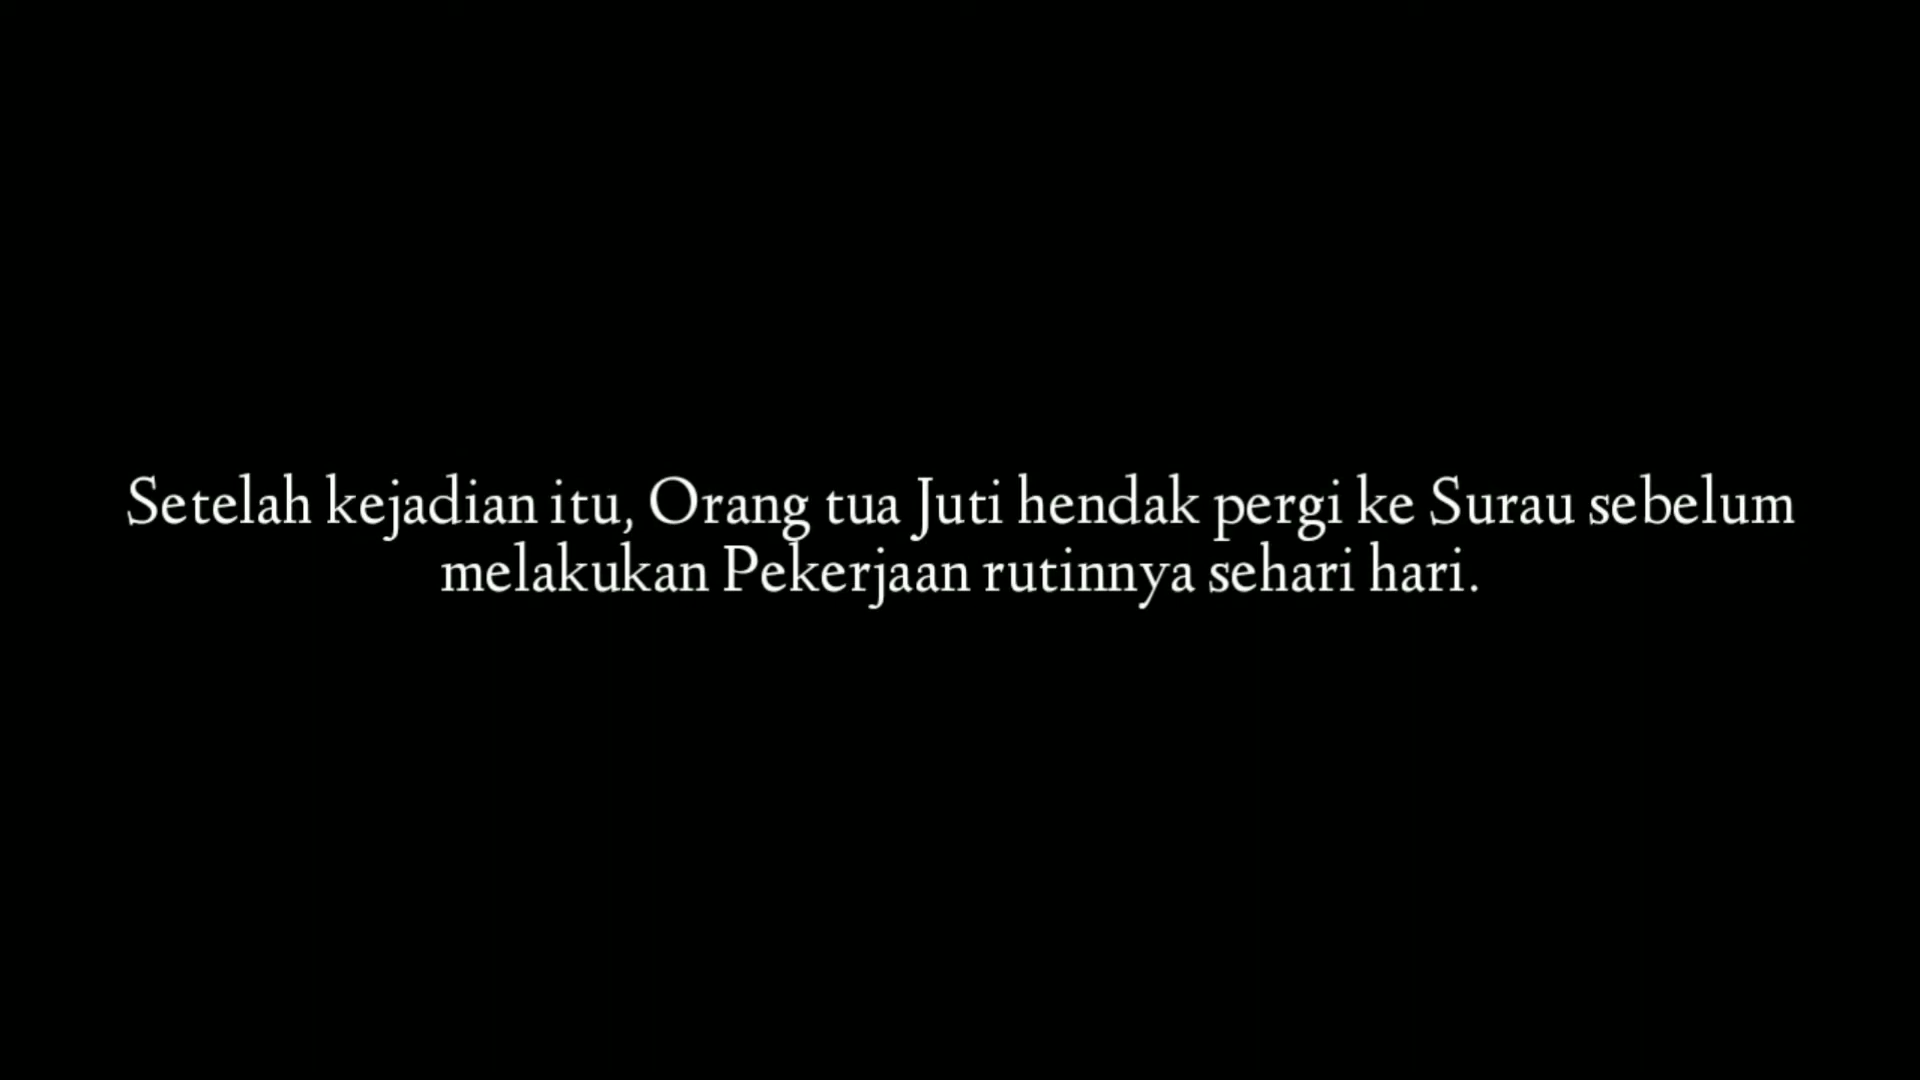 Setelah kejadian itu, Orang tua Juti hendak pergi ke Surau sebelum
melakukan Pekerjaan rutinnya sehari hari.